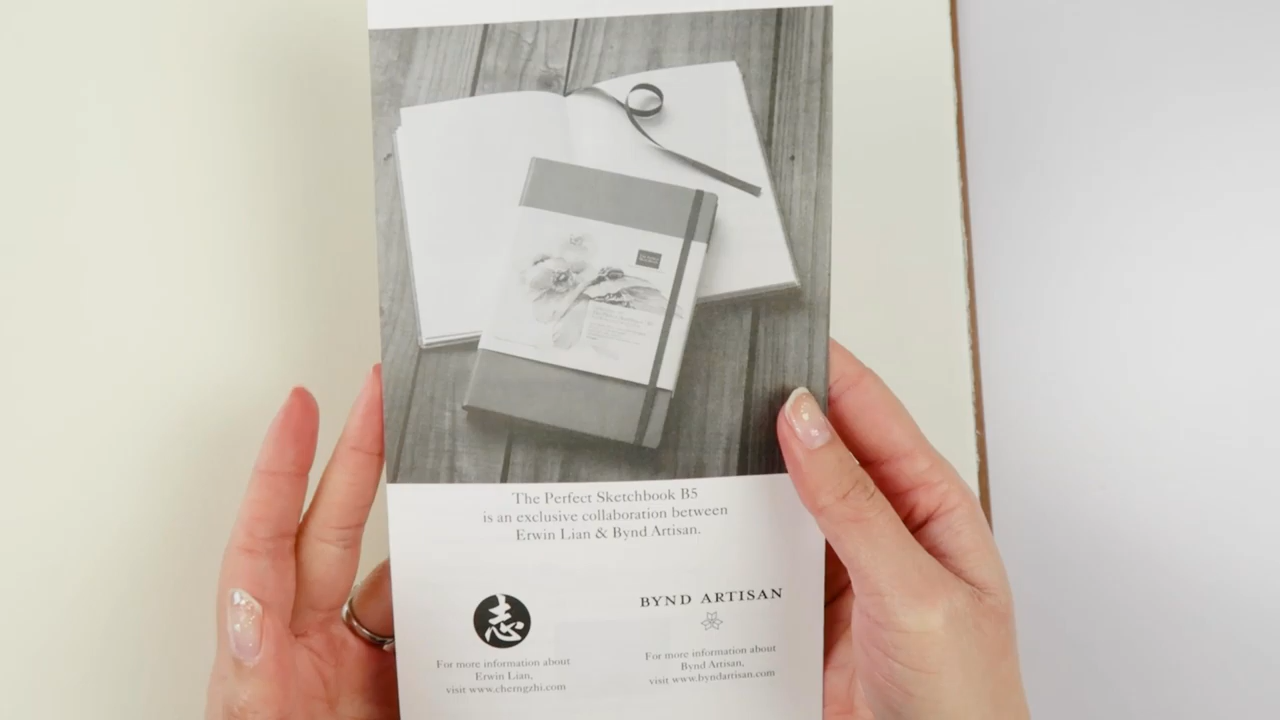 The Perfect Sketchbook B5
is an exclusive collaboration between
Erwin Lian & Bynd Artisan.
志
For more information about
Erwin Lian,
visit www.cherngzhi.com
BYND ARTISAN
For more information about
Bynd Artisan,
visit www.byndartisan.com